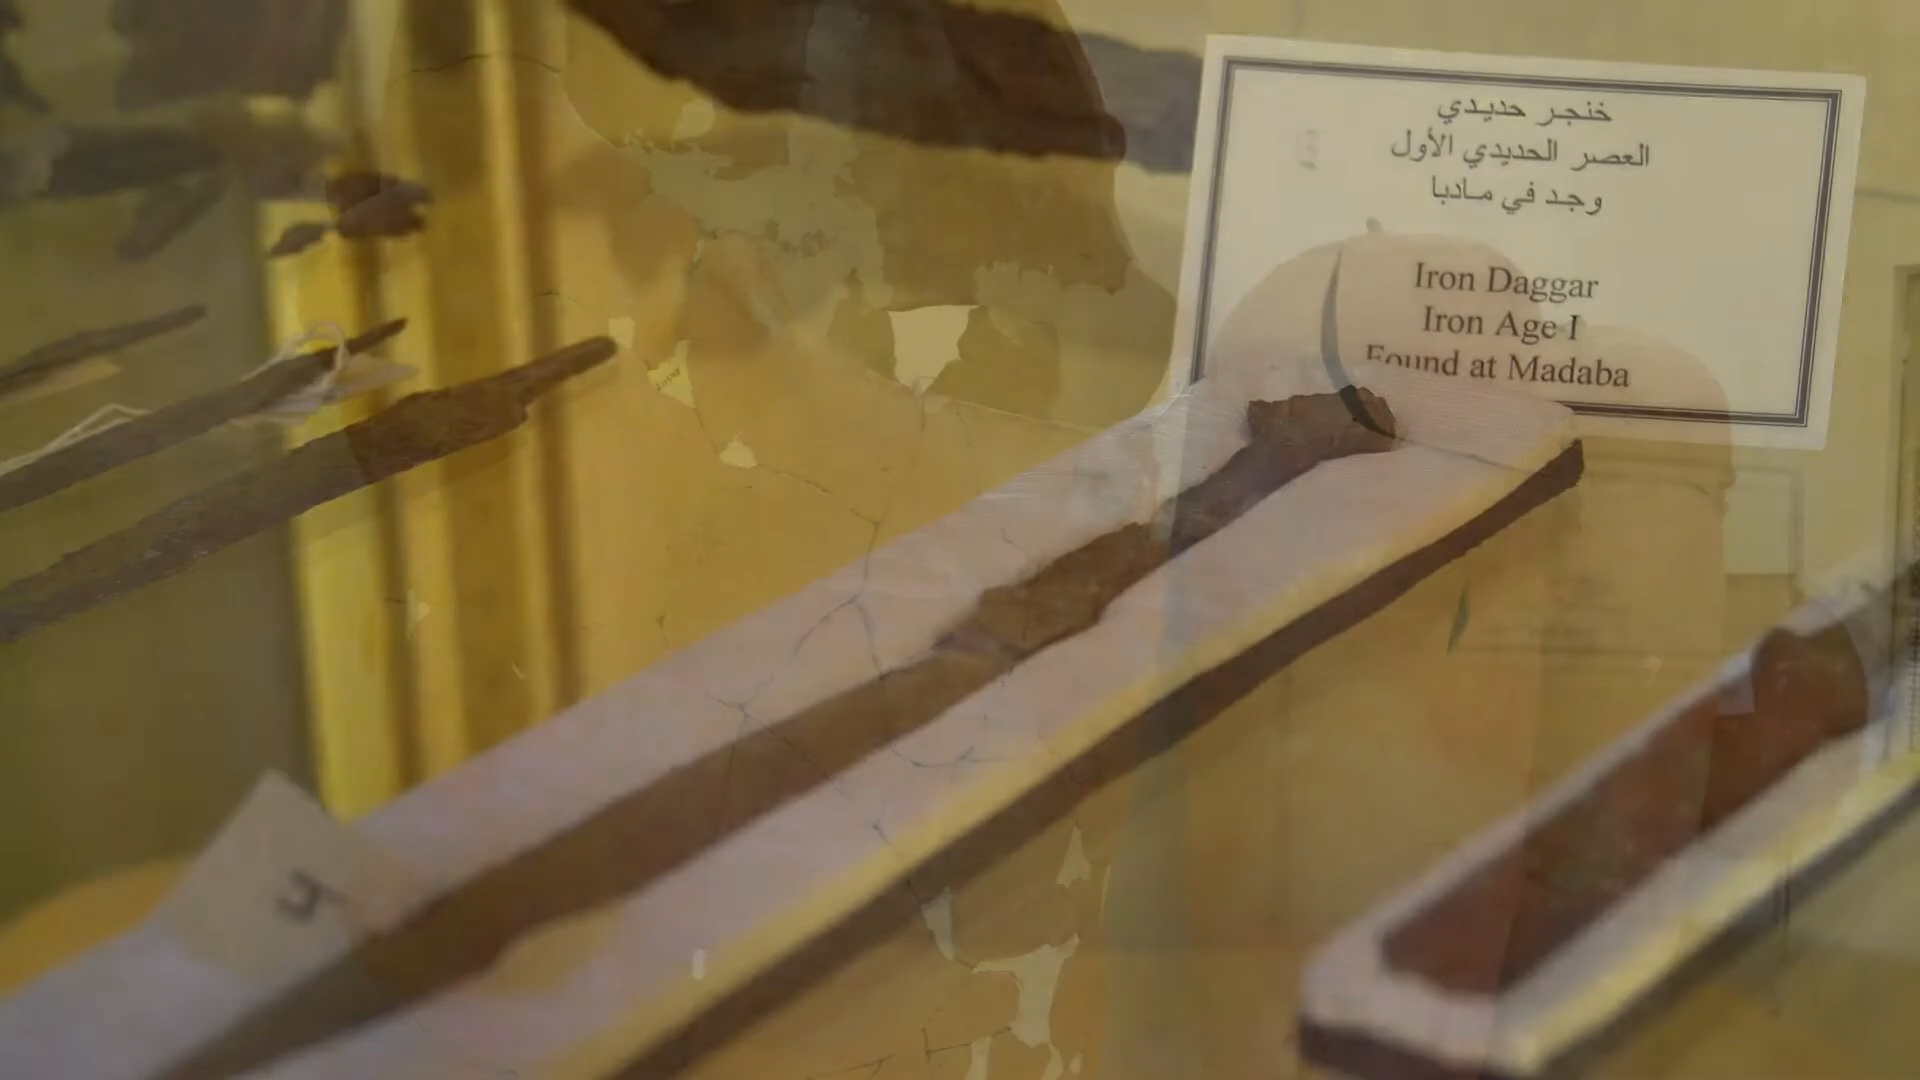 خنجر حديدي
العصر الحديدي الأول
وجد في مادبا
Iron Daggar
Iron Age I
Found at Madaba